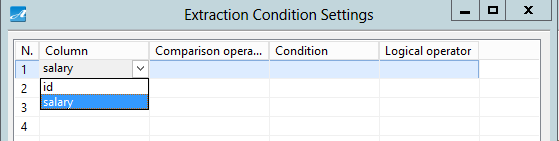 Extraction Condition Settings
N. Column Comparison opera... Condition Logical operator
1 salary
2 id
3 salary
4